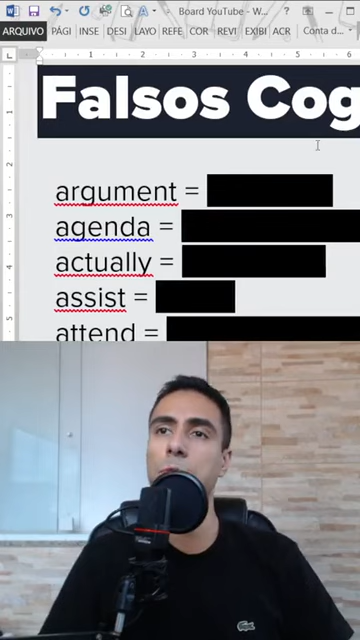 Board YouTube - W...
ARQUIVO PÁGI INSE DESI LAYO REFE COR REVI EXIBI ACR Conta d...
Falsos Cog
argument =
agenda =
actually =
assist =
attend =